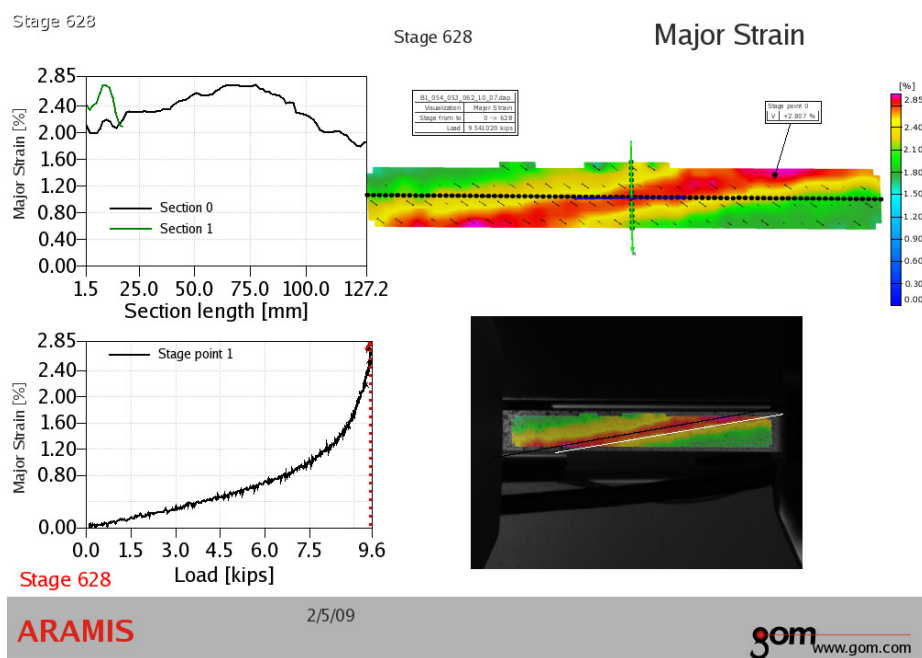 Stage 628
Stage 628
Major Strain
2.85
2.40
2.00
1.60
1.20
0.80
0.40
0.00
Major Strain [%]
Section 0
Section 1
1.5 25.0 50.0 75.0 100.0 127.2
Section length [mm]
B1_054_053_062_10_07.dap
Visualization Major Strain
Stage from to 0 -> 628
Load 9.541020 kips
Stage point 0
V +2.807 %
[%]
2.85
2.40
2.10
1.80
1.50
1.20
0.90
0.60
0.30
0.00
2.85
2.40
2.00
1.60
1.20
0.80
0.00
Major Strain [%]
Stage point 1
0.0 1.5 3.0 4.5 6.0 7.5 9.6
Load [kips]
Stage 628
ARAMIS
2/5/09
gom
www.gom.com